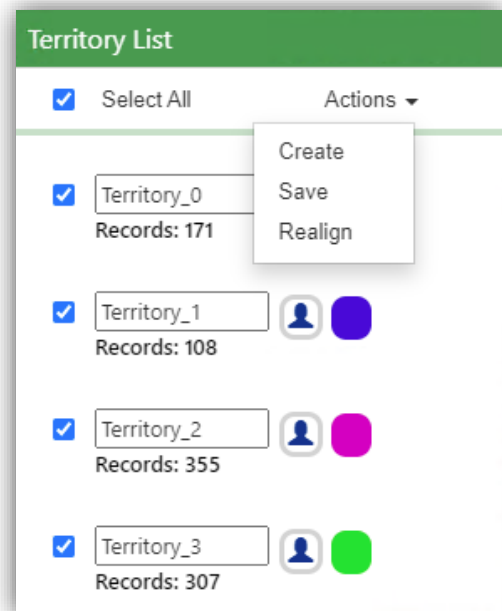 Territory List
Select All Actions
Create
Save
Realign
Territory_0
Records: 171
Territory_1
Records: 108
Territory_2
Records: 355
Territory_3
Records: 307